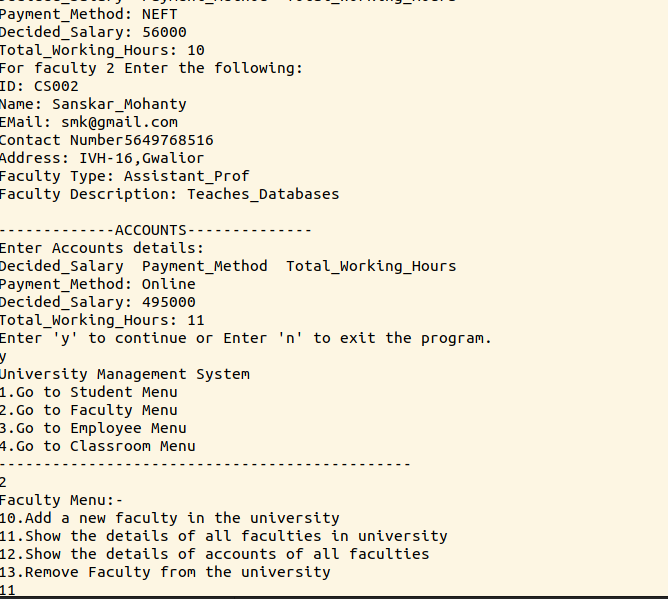 Payment_Method: NEFT
Decided_Salary: 56000
Total_Working_Hours: 10
For faculty 2 Enter the following:
ID: CS002
Name: Sanskar_Mohanty
EMail: smk@gmail.com
Contact Number5649768516
Address: IVH-16,Gwalior
Faculty Type: Assistant_Prof
Faculty Description: Teaches_Databases

-------------ACCOUNTS--------------
Enter Accounts details:
Decided_Salary  Payment_Method  Total_Working_Hours
Payment_Method: Online
Decided_Salary: 495000
Total_Working_Hours: 11
Enter 'y' to continue or Enter 'n' to exit the program.
y
University Management System
1.Go to Student Menu
2.Go to Faculty Menu
3.Go to Employee Menu
4.Go to Classroom Menu
----------------------------------------------
2
Faculty Menu:-
10.Add a new faculty in the university
11.Show the details of all faculties in university
12.Show the details of accounts of all faculties
13.Remove Faculty from the university
11